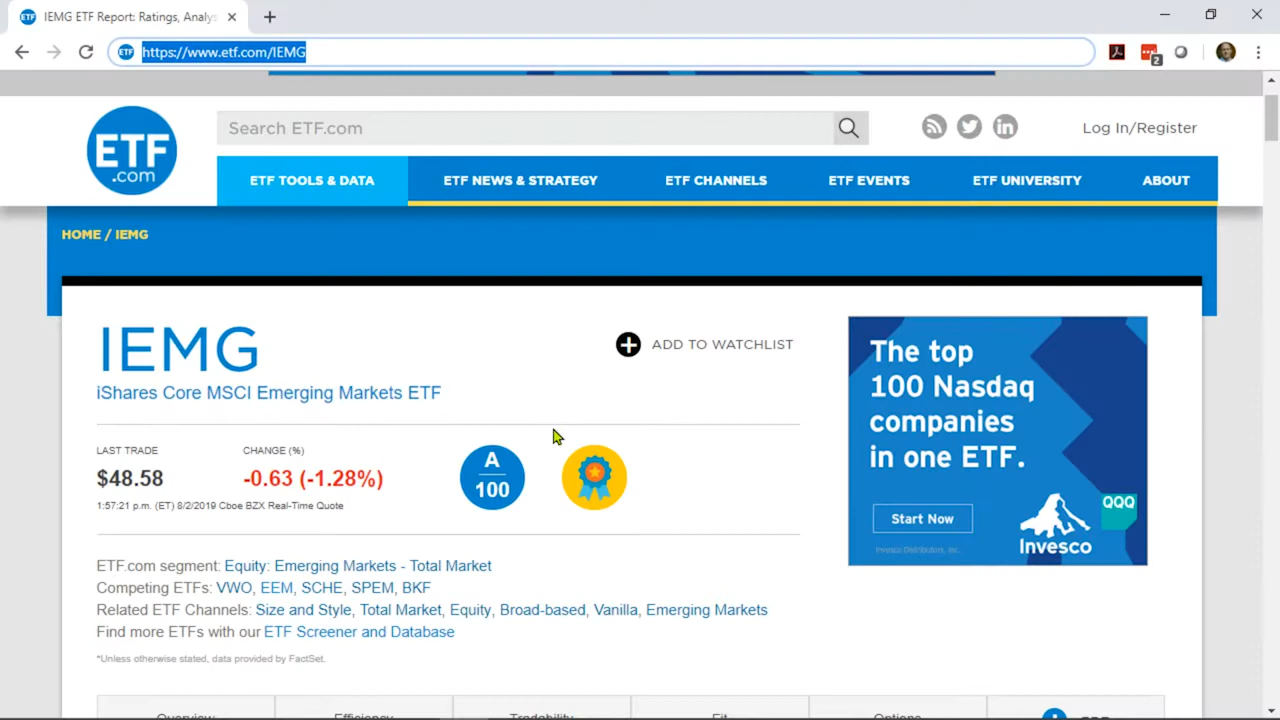 IEMG ETF Report: Ratings, Analys
https://www.etf.com/IEMG
2
ETF
.com
Search ETF.com
Log In/Register
ETF TOOLS & DATA
ETF NEWS & STRATEGY
ETF CHANNELS
ETF EVENTS
ETF UNIVERSITY
ABOUT
HOME / IEMG
IEMG
ADD TO WATCHLIST
iShares Core MSCI Emerging Markets ETF
LAST TRADE
CHANGE (%)
$48.58
-0.63 (-1.28%)
1:57:21 p.m. (ET) 8/2/2019 Cboe BZX Real-Time Quote
A
100
The top
100 Nasdaq
companies
in one ETF.
Start Now
QQQ
Invesco
Invesco Distributors, Inc.
ETF.com segment: Equity: Emerging Markets - Total Market
Competing ETFs: VWO, EEM, SCHE, SPEM, BKF
Related ETF Channels: Size and Style, Total Market, Equity, Broad-based, Vanilla, Emerging Markets
Find more ETFs with our ETF Screener and Database
*Unless otherwise stated, data provided by FactSet.
Overview
Efficiency
Tradability
Fit
Options